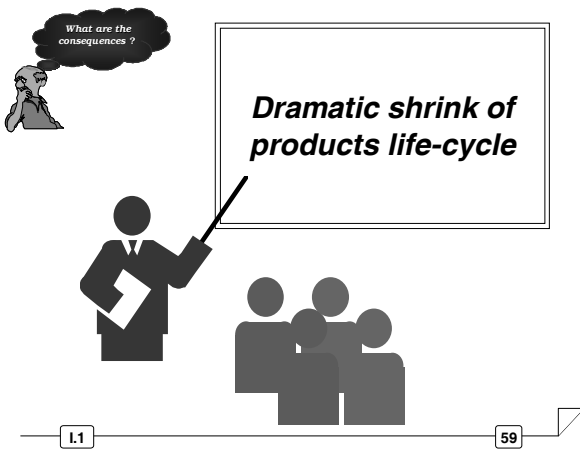 What are the
consequences ?
Dramatic shrink of
products life-cycle
I.1
59